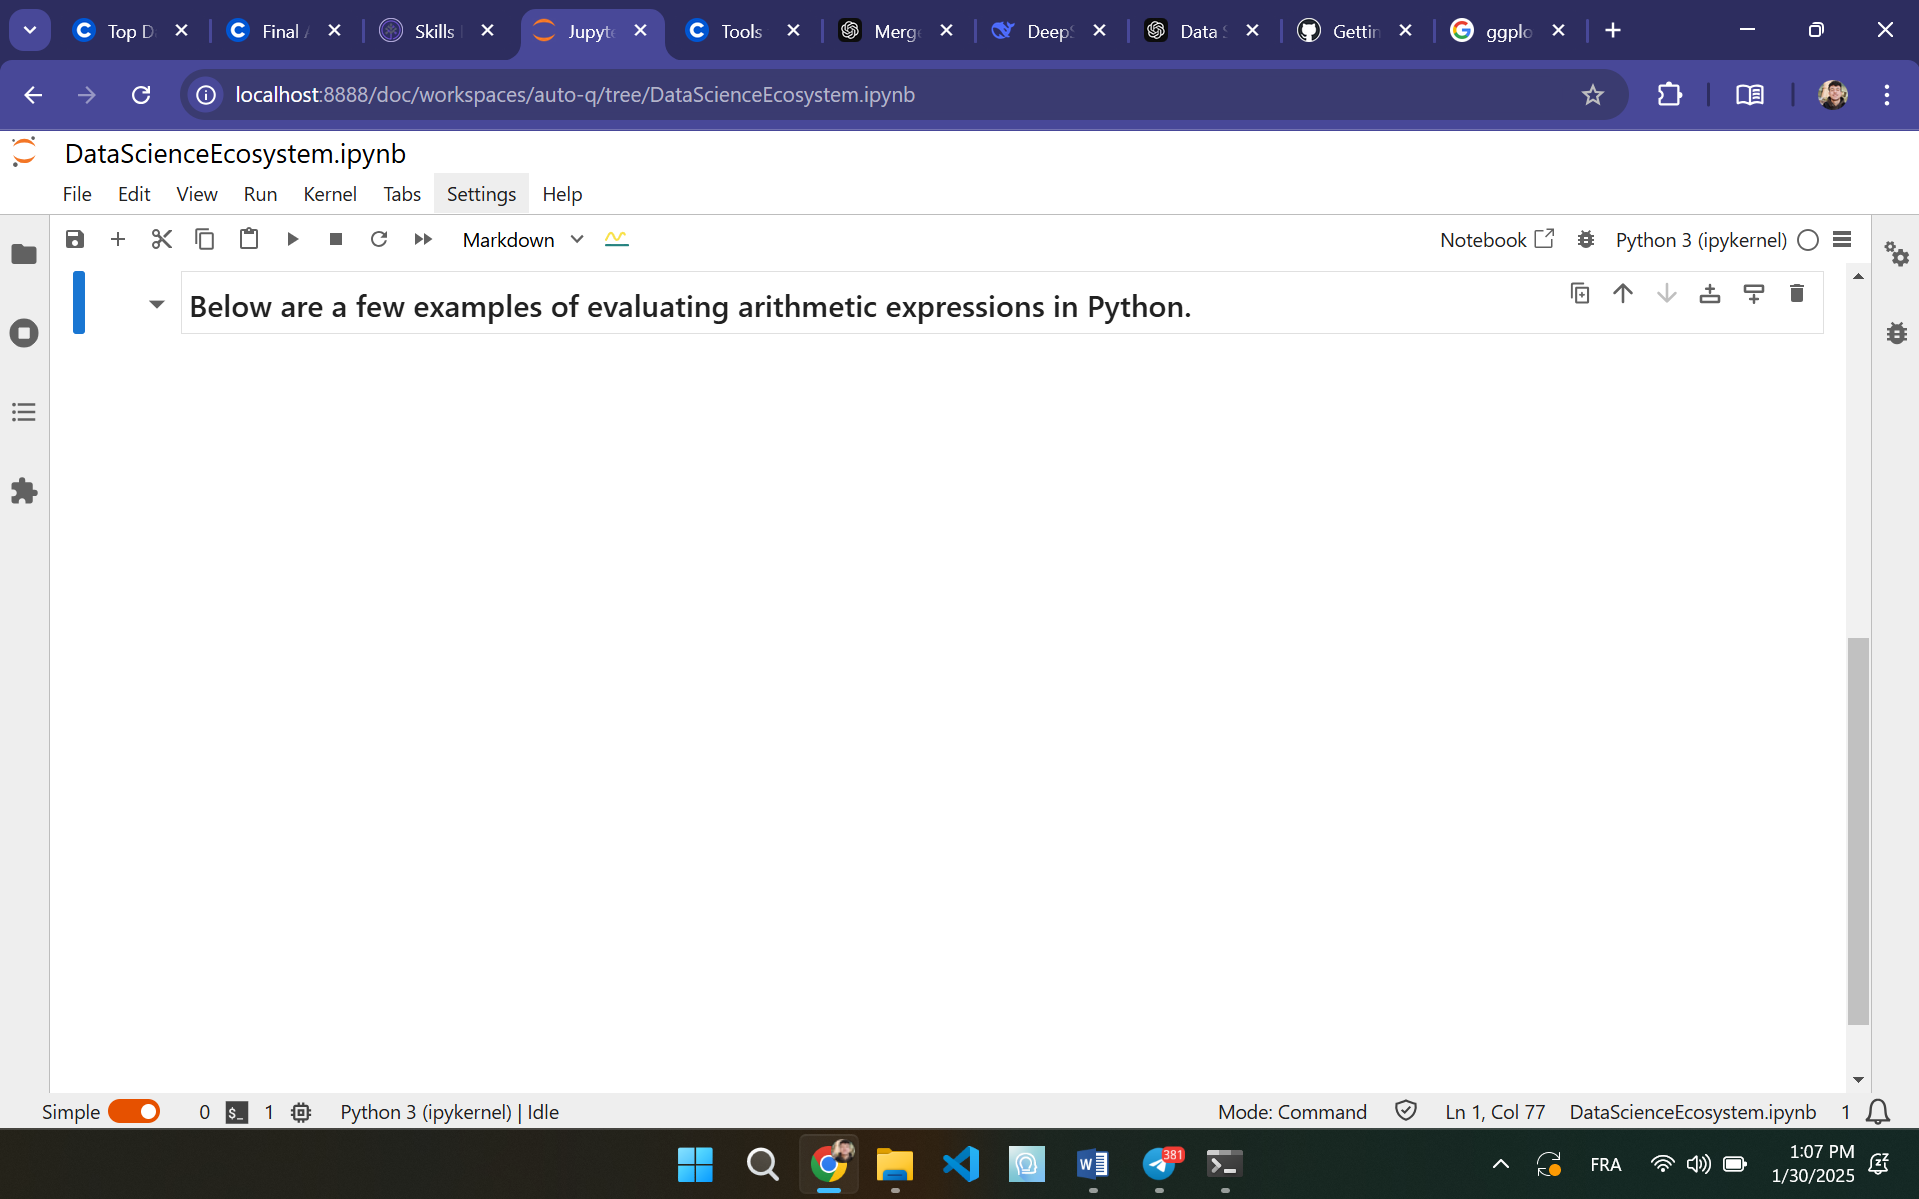 Top D
Final A
Skills
Jupyte
Tools
Merge
DeepS
Data S
Gettin
ggplo
localhost:8888/doc/workspaces/auto-q/tree/DataScienceEcosystem.ipynb
DataScienceEcosystem.ipynb
File Edit View Run Kernel Tabs Settings Help
Markdown Notebook Python 3 (ipykernel)
Below are a few examples of evaluating arithmetic expressions in Python.
Simple 0 $_ 1 Python 3 (ipykernel) | Idle Mode: Command Ln 1, Col 77 DataScienceEcosystem.ipynb 1
381
FRA
1:07 PM
1/30/2025